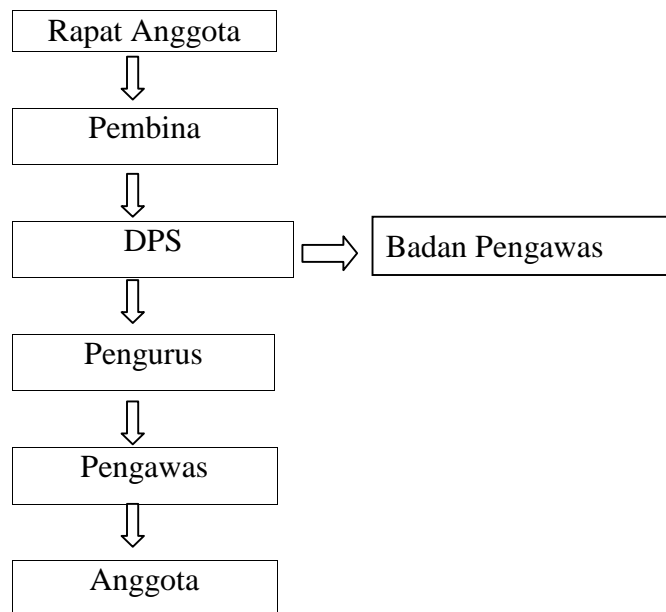 Rapat Anggota
Pembina
DPS
Badan Pengawas
Pengurus
Pengawas
Anggota